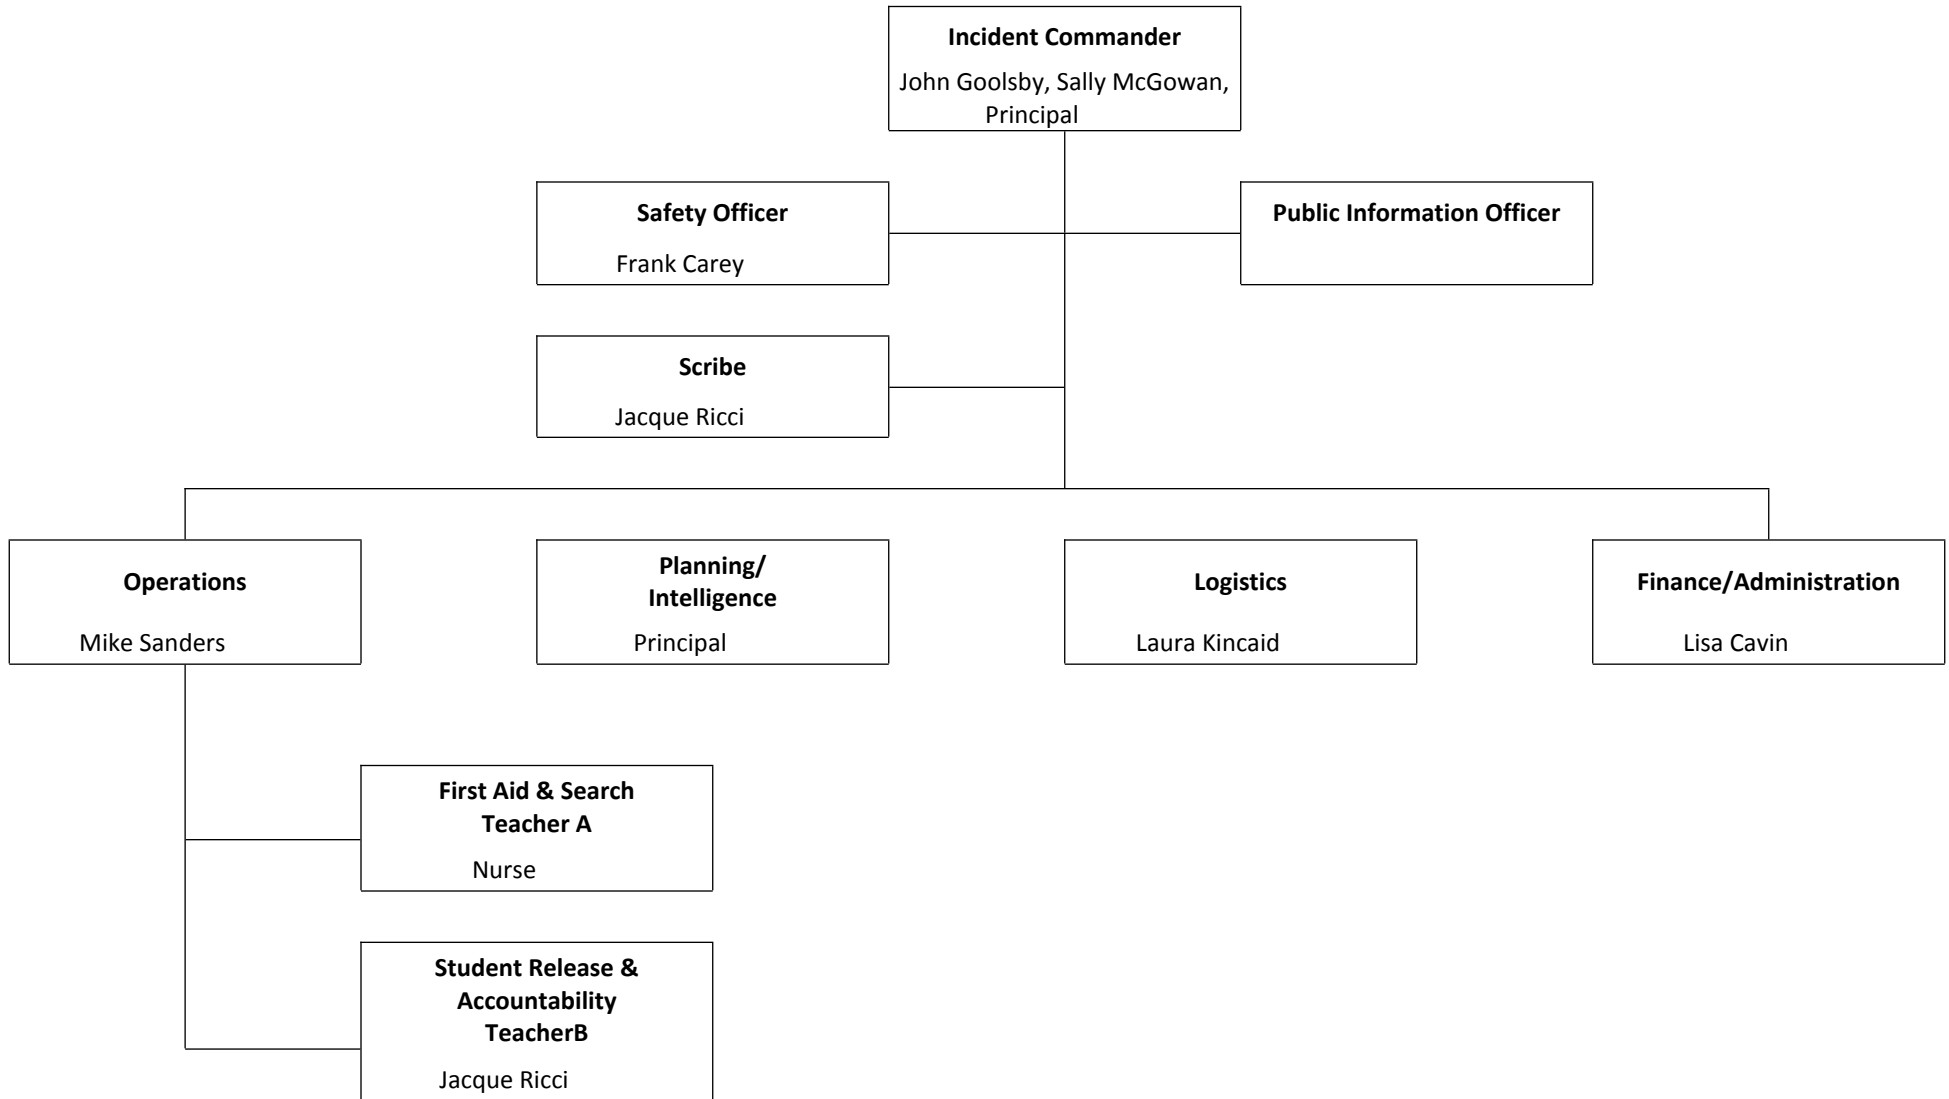 Incident Commander
John Goolsby, Sally McGowan,
Principal
Safety Officer
Frank Carey
Public Information Officer
Scribe
Jacque Ricci
Operations
Mike Sanders
Planning/
Intelligence
Principal
Logistics
Laura Kincaid
Finance/Administration
Lisa Cavin
First Aid & Search
Teacher A
Nurse
Student Release &
Accountability
TeacherB
Jacque Ricci